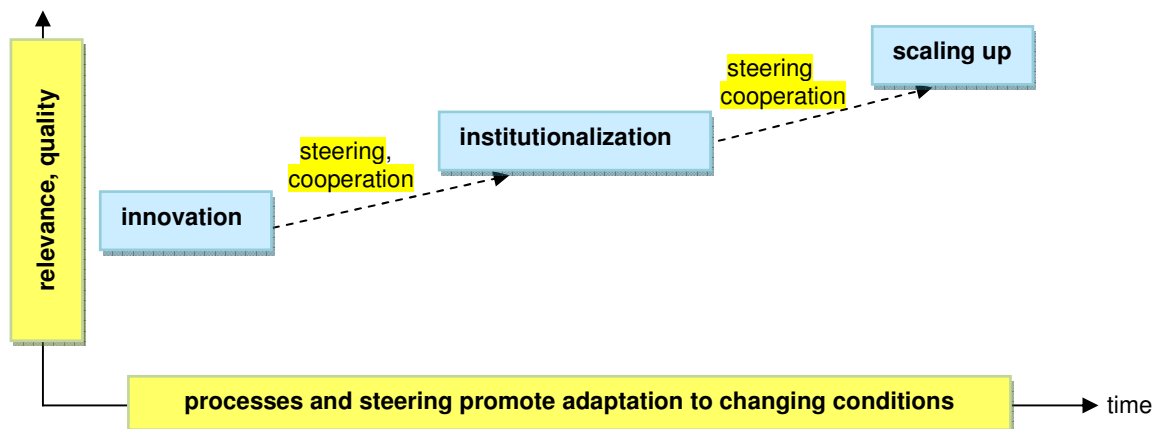 scaling up
steering
cooperation
institutionalization
steering,
cooperation
innovation
relevance, quality
processes and steering promote adaptation to changing conditions
time